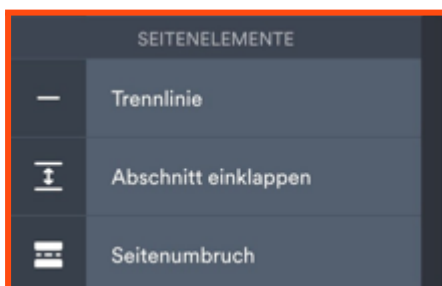 SEITENELEMENTE
Trennlinie
Abschnitt einklappen
Seitenumbruch